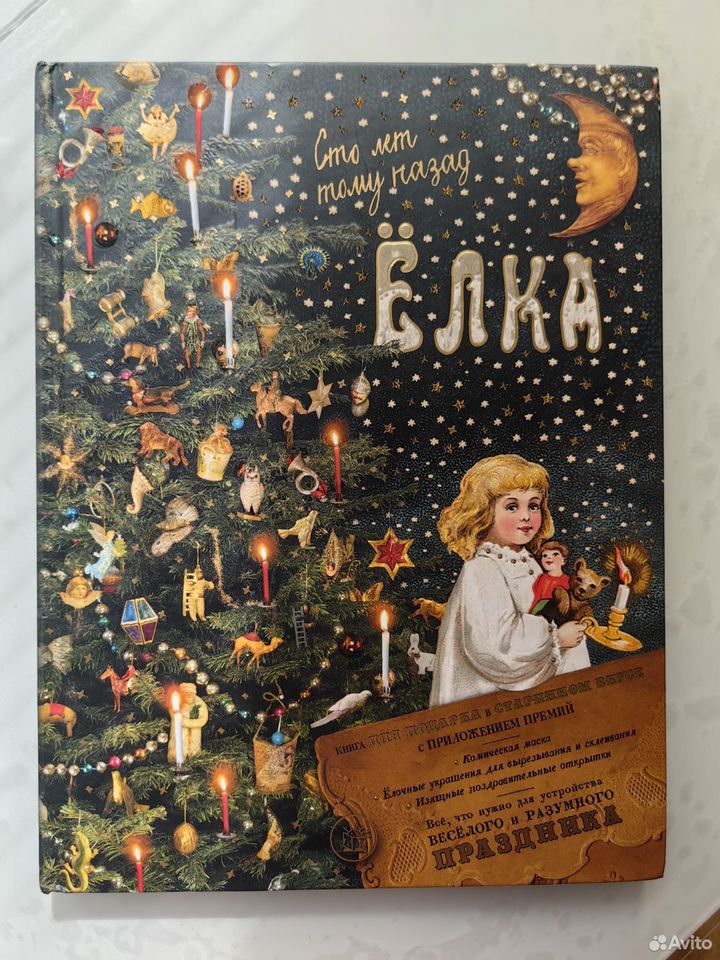 Сто лет
тому назад
ЁЛКА
КНИГА ДЛЯ ПОДАРКА в СТАРИННОМ ВКУСЕ
С ПРИЛОЖЕНИЕМ ПРЕМИЙ
• Комическая маска
• Ёлочные украшения для вырезывания и склеивания
• Изящные поздравительные открытки
Всё, что нужно для устройства
ВЕСЁЛОГО И РАЗУМНОГО
ПРАЗДНИКА
Avito